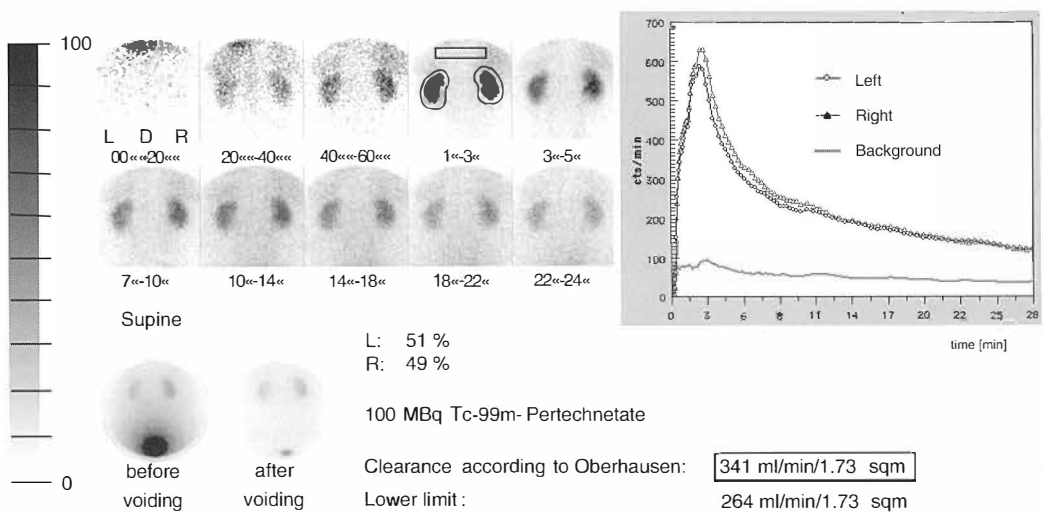 100
0
L D R
00««-20««
20««-40««
40««-60««
1«-3«
3«-5«
7«-10«
10«-14«
14«-18«
18«-22«
22«-24«
Supine
before
voiding
after
voiding
L: 51 %
R: 49 %
100 MBq Tc-99m- Pertechnetate
Clearance according to Oberhausen: 341 ml/min/1.73 sqm
Lower limit : 264 ml/min/1.73 sqm
700
600
500
400
300
200
100
0
cts/min
Left
Right
Background
0 3 6 8 11 14 17 20 22 25 28
time [min]